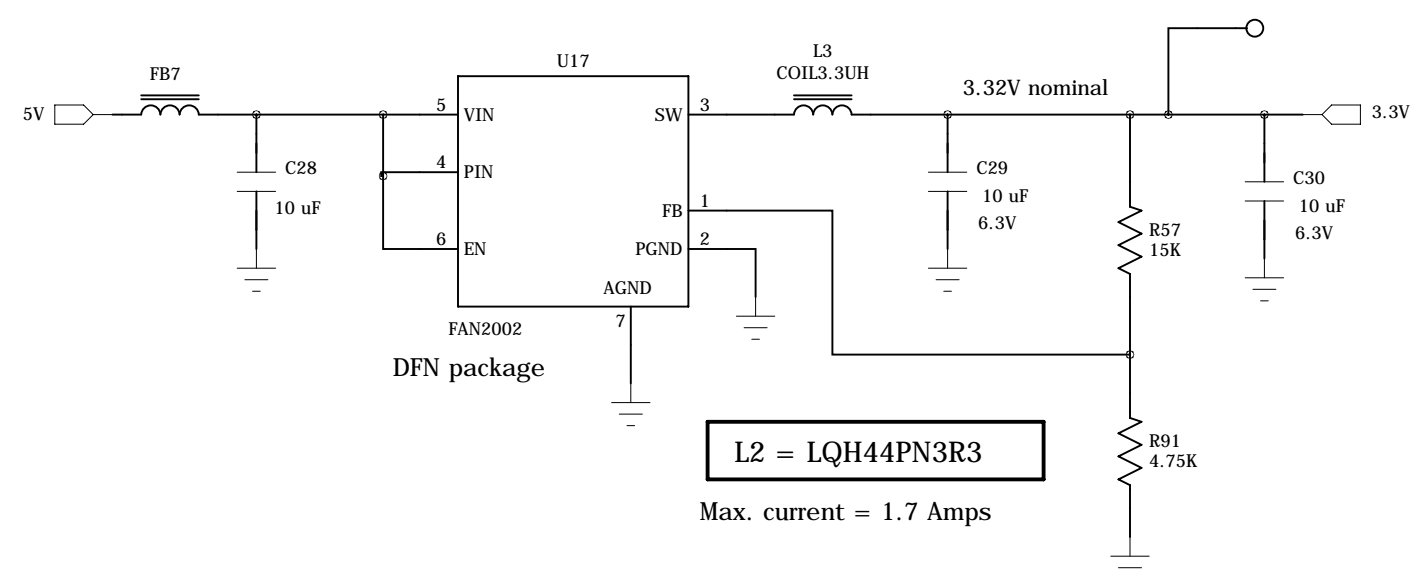 U17
L3
COIL3.3UH
FB7
3.32V nominal
5V
5
VIN
SW
3
3.3V
4
PIN
C28
10 uF
C29
10 uF
6.3V
C30
10 uF
6.3V
FB
1
R57
15K
6
EN
PGND
2
AGND
7
FAN2002
DFN package
L2 = LQH44PN3R3
R91
4.75K
Max. current = 1.7 Amps